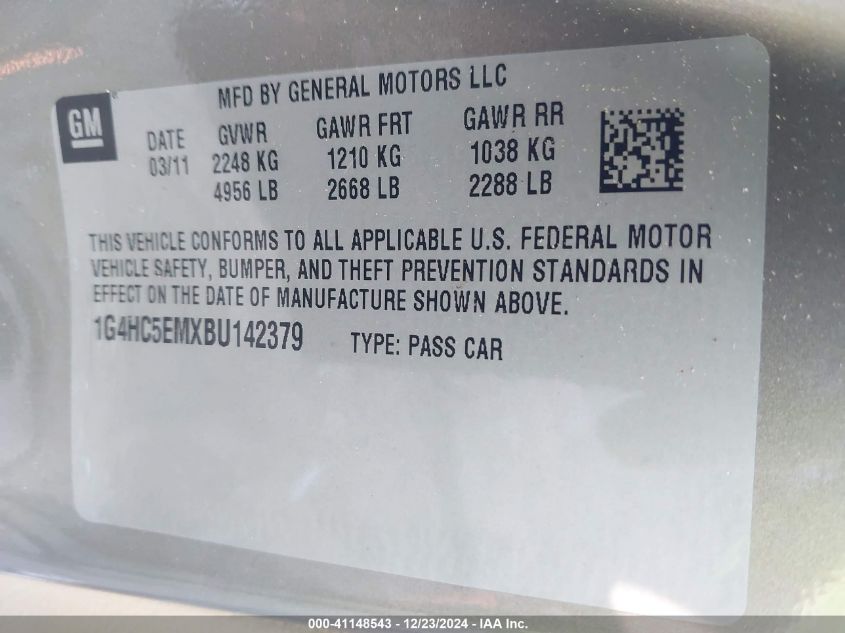 MFD BY GENERAL MOTORS LLC
GM
DATE GVWR GAWR FRT GAWR RR
03/11 2248 KG 1210 KG 1038 KG
4956 LB 2668 LB 2288 LB
THIS VEHICLE CONFORMS TO ALL APPLICABLE U.S. FEDERAL MOTOR
VEHICLE SAFETY, BUMPER, AND THEFT PREVENTION STANDARDS IN
EFFECT ON THE DATE OF MANUFACTURE SHOWN ABOVE.
1G4HC5EMXBU142379 TYPE: PASS CAR
000-41148543 - 12/23/2024 - IAA Inc.